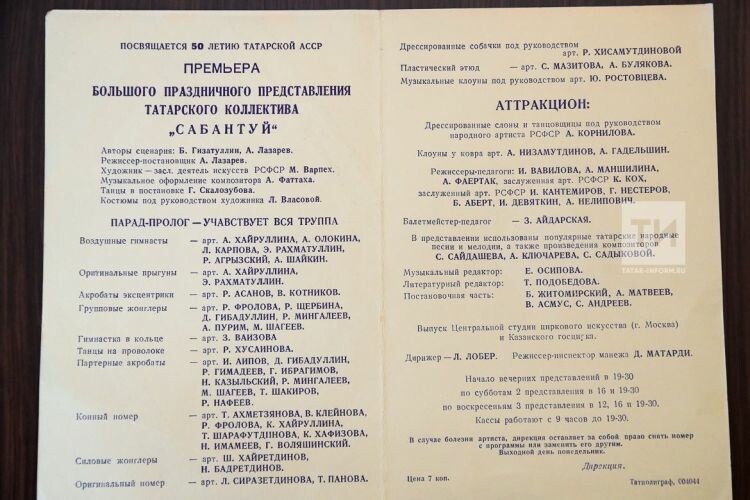 ПОСВЯЩАЕТСЯ 50 ЛЕТИЮ ТАТАРСКОЙ АССР
ПРЕМЬЕРА
БОЛЬШОГО ПРАЗДНИЧНОГО ПРЕДСТАВЛЕНИЯ
ТАТАРСКОГО КОЛЛЕКТИВА
„САБАНТУЙ“
Авторы сценария: Б. Гизатуллин, А. Лазарев.
Режиссер-постановщик А. Лазарев.
Художник — засл. деятель искусств РСФСР М. Варпех.
Музыкальное оформление композитора А. Фаттаха.
Танцы в постановке Г. Скалозубова.
Костюмы под руководством художника Л. Власовой.
ПАРАД-ПРОЛОГ — УЧАВСТВУЕТ ВСЯ ТРУППА
Воздушные гимнасты — арт. А. ХАЙРУЛЛИНА, А. ОЛОКИНА,
Л. КАРПОВА, Э. РАХМАТУЛЛИН,
Р. АГРЫЗСКИЙ, А. ШАЙКИН.
Оригинальные прыгуны — арт. А. ХАЙРУЛЛИНА,
Э. РАХМАТУЛЛИН.
Акробаты эксцентрики — арт. Р. АСАНОВ, В. КОТНИКОВ.
Групповые жонглеры — арт. Р. ФРОЛОВА, Р. ЩЕРБИНА,
Д. ГИБАДУЛЛИН, Р. МИНГАЛЕЕВ,
А. ПУРИМ, М. ШАГЕЕВ.
Гимнастка в кольце — арт. З. ВАИЗОВА
Танцы на проволоке — арт. Р. ХУСАИНОВА.
Партерные акробаты — арт. И. АИПОВ, Д. ГИБАДУЛЛИН,
Р. ГИМАДЕЕВ, Г. ИБРАГИМОВ,
Н. КАЗЫЛЬСКИЙ, Р. МИНГАЛЕЕВ,
М. ШАГЕЕВ, Т. ШАКИРОВ,
Р. НАФЕЕВ.
Конный номер — арт. Т. АХМЕТЗЯНОВА, В. КЛЕЙНОВА,
Р. ФРОЛОВА, К. ХАЙРУЛЛИНА,
Т. ШАРАФУТДИНОВА, К. ХАФИЗОВА,
Н. ИМАМЕЕВ, Г. ВОЛЯШИНСКИЙ.
Силовые жонглеры — арт. Ш. ХАЙРЕТДИНОВ,
Н. БАДРЕТДИНОВ.
Оригинальный номер — арт. Л. СИРАЗЕТДИНОВА, Т. ПАНОВА.
Дрессированные собачки под руководством
арт. Р. ХИСАМУТДИНОВОЙ
Пластический этюд — арт. С. МАЗИТОВА, А. БУЛЯКОВА.
Музыкальные клоуны под руководством арт. Ю. РОСТОВЦЕВА.
АТТРАКЦИОН:
Дрессированные слоны и танцовщицы под руководством
народного артиста РСФСР А. КОРНИЛОВА.
Клоуны у ковра арт. А. НИЗАМУТДИНОВ, А. ГАДЕЛЬШИН.
Режиссеры-педагоги: И. ВАВИЛОВА, А. МАНШИЛИНА,
А. ФАЕРТАК, заслуженная арт. РСФСР К. КОХ,
заслуженный арт. РСФСР И. КАНТЕМИРОВ, Г. НЕСТЕРОВ,
Б. АБЕРТ, И. ДЕВЯТКИН, А. НЕЛИПОВИЧ.
Балетмейстер-педагог — З. АЙДАРСКАЯ.
В представлении использованы популярные татарские народные
песни и мелодии, а также произведения композиторов
С. САЙДАШЕВА, А. КЛЮЧАРЕВА, С. САДЫКОВОЙ.
Музыкальный редактор: Е. ОСИПОВА.
Литературный редактор: Т. ПОДОБЕДОВА.
Постановочная часть: Б. ЖИТОМИРСКИЙ, А. МАТВЕЕВ,
В. АСМУС, С. АНДРЕЕВ.
Выпуск Центральной студии циркового искусства (г. Москва)
и Казанского госцирка.
Дирижер — Л. ЛОБЕР. Режиссер-инспектор манежа Д. МАТАРДИ.
Начало вечерних представлений в 19-30
по субботам 2 представления в 16 и 19-30
по воскресеньям 3 представления в 12, 16 и 19-30.
Кассы работают с 9 часов до 19-30.
В случае болезни артиста, дирекция оставляет за собой право снять номер
с программы или заменить его другим.
Выходной день понедельник.
Дирекция.
Цена 7 коп.
Татполиграф, 004044
ТИ
TATAR-INFORM.RU